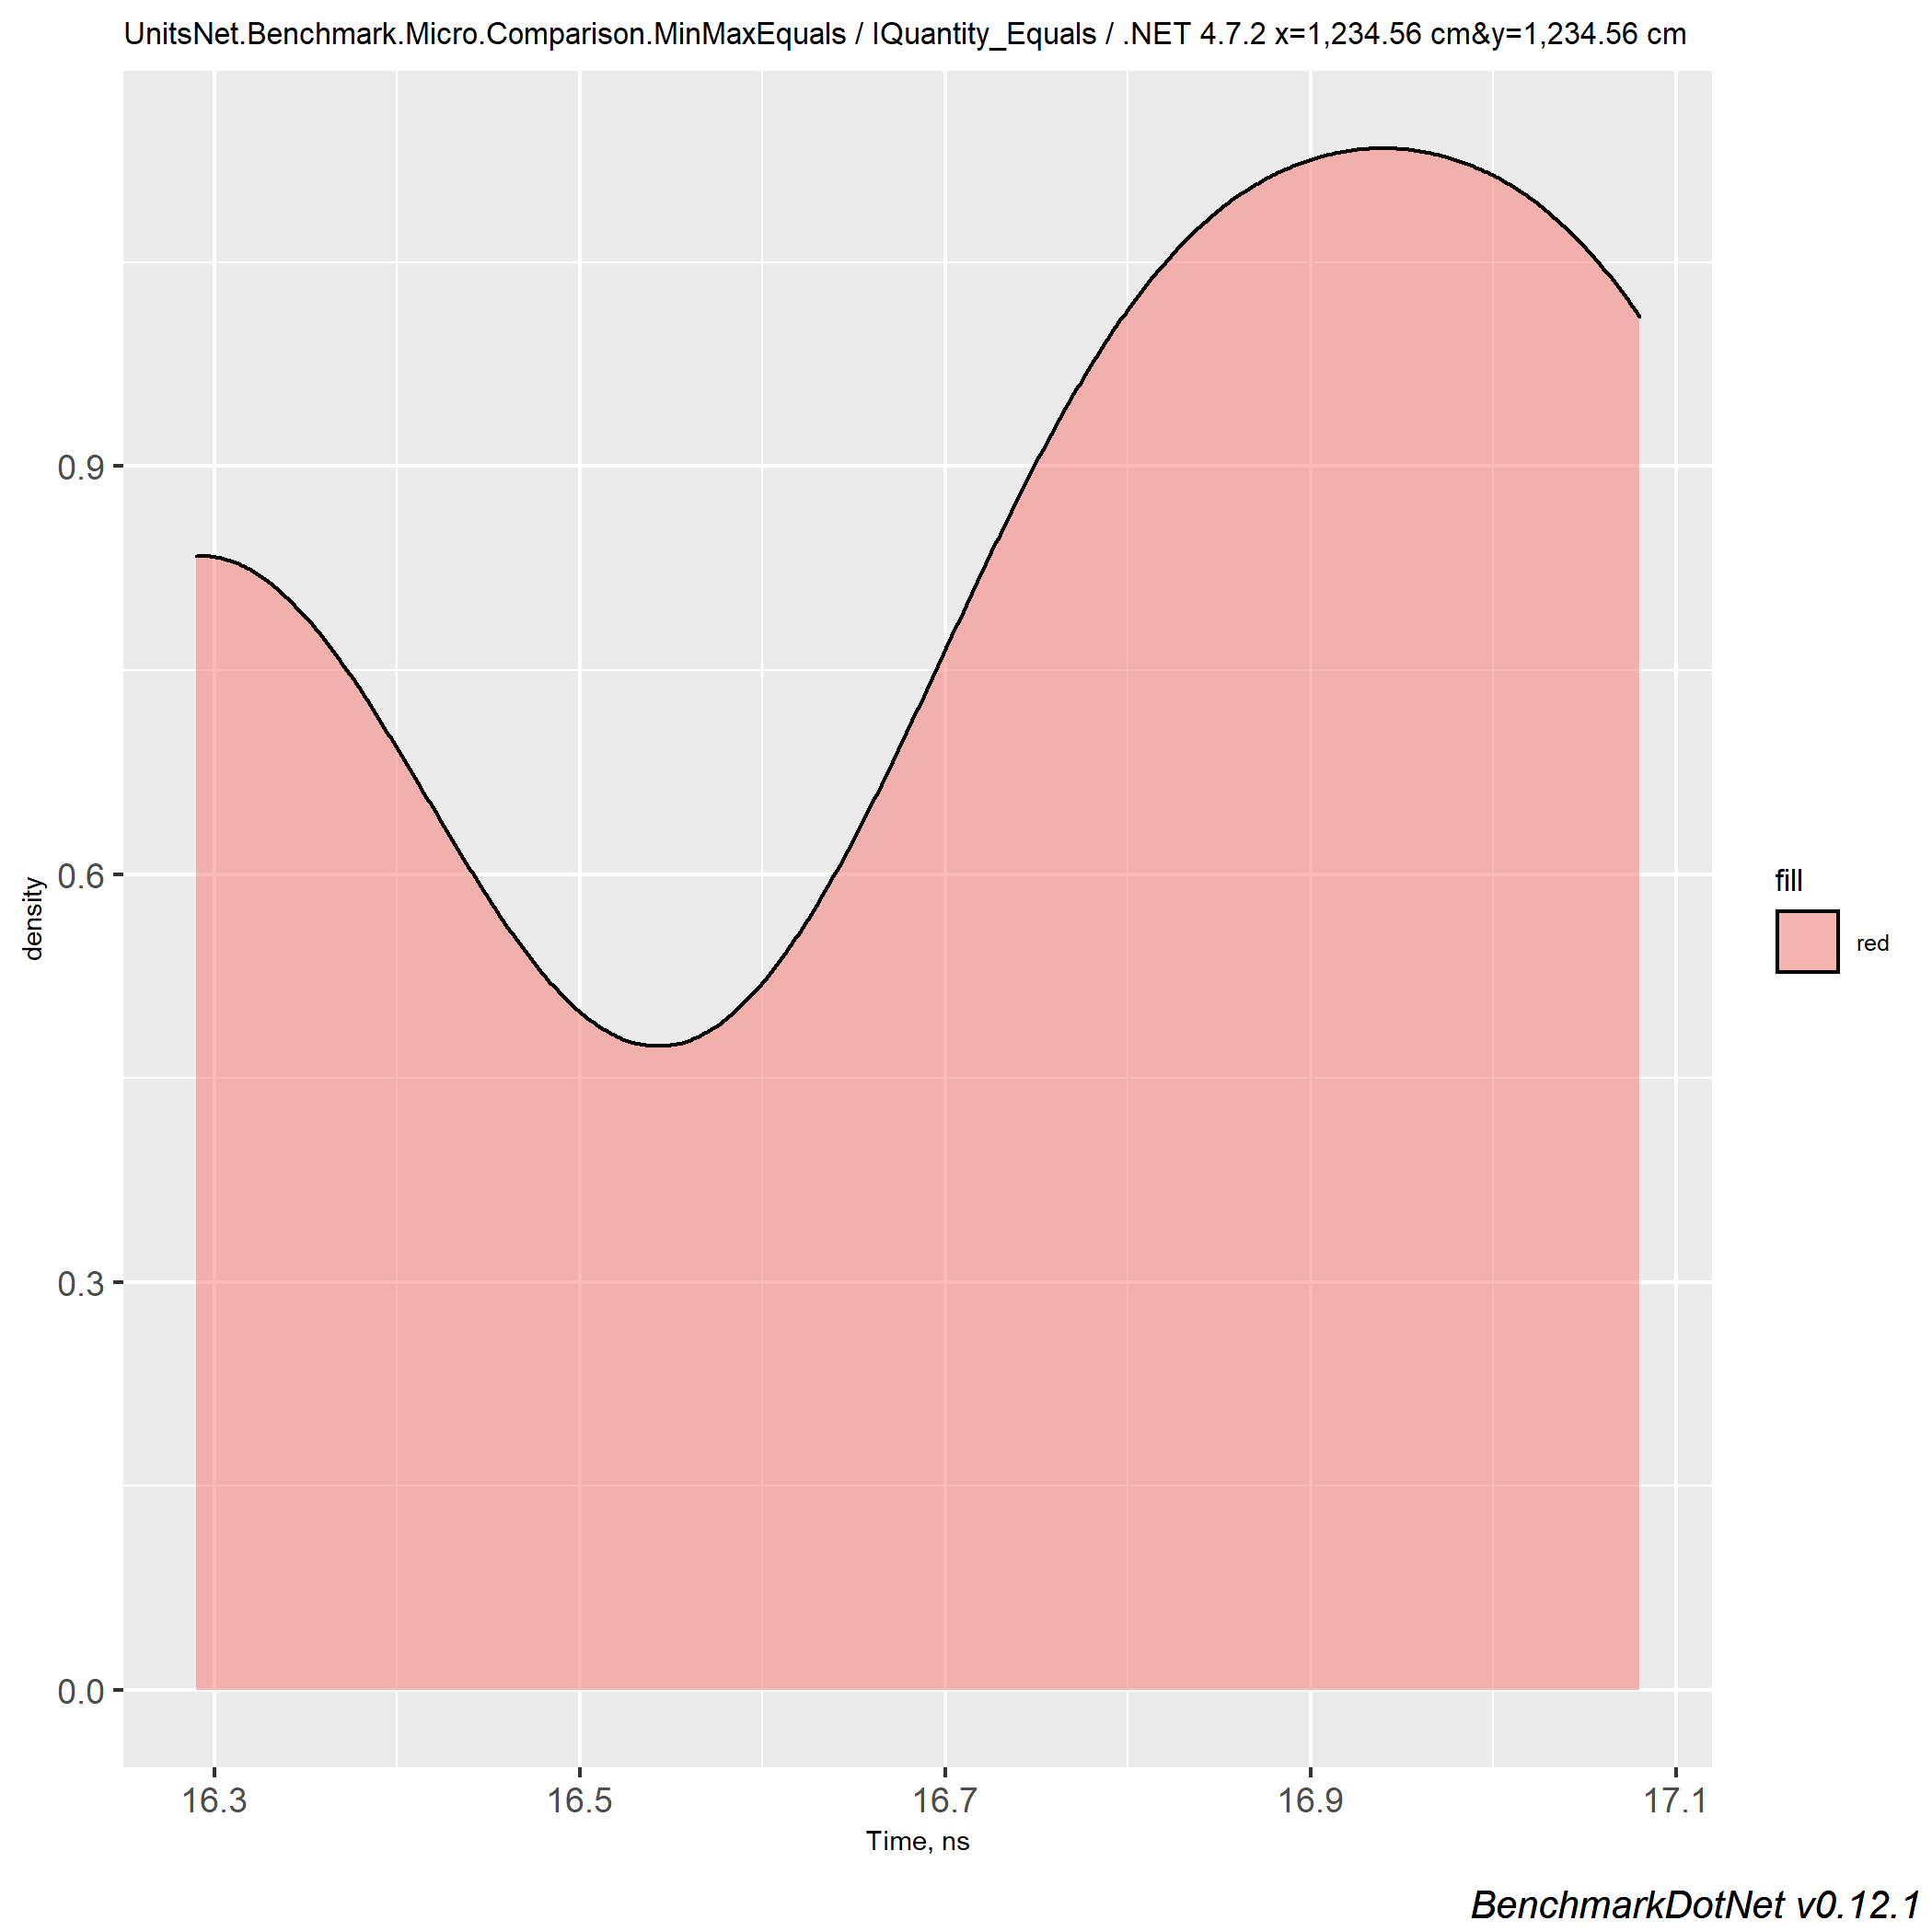 UnitsNet.Benchmark.Micro.Comparison.MinMaxEquals / IQuantity_Equals / .NET 4.7.2 x=1,234.56 cm&y=1,234.56 cm
0.9
0.6
0.3
0.0
density
16.3 16.5 16.7 16.9 17.1
Time, ns
fill
red
BenchmarkDotNet v0.12.1